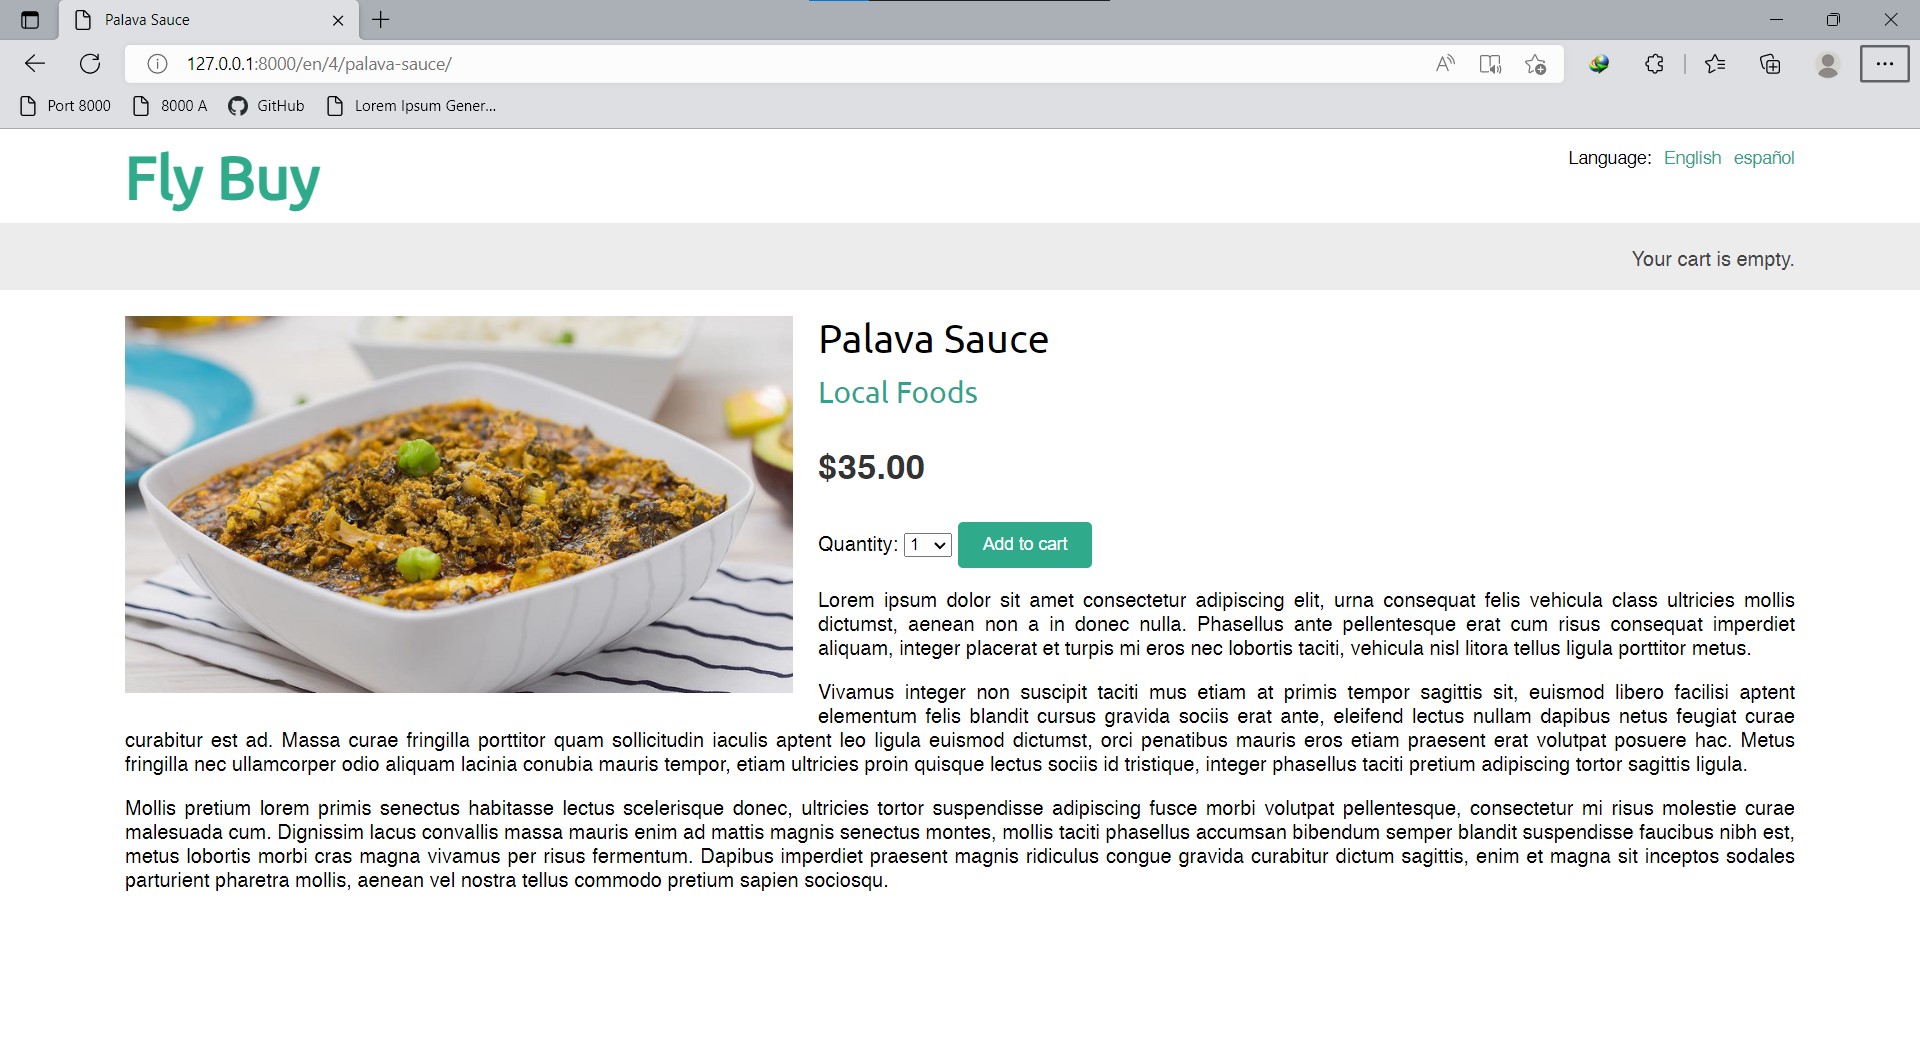 Palava Sauce
127.0.0.1:8000/en/4/palava-sauce/
Port 8000 8000 A GitHub Lorem Ipsum Gener...
Fly Buy
Language: English español
Your cart is empty.
Palava Sauce
Local Foods
$35.00
Quantity: 1 Add to cart
Lorem ipsum dolor sit amet consectetur adipiscing elit, urna consequat felis vehicula class ultricies mollis
dictumst, aenean non a in donec nulla. Phasellus ante pellentesque erat cum risus consequat imperdiet
aliquam, integer placerat et turpis mi eros nec lobortis taciti, vehicula nisl litora tellus ligula porttitor metus.
Vivamus integer non suscipit taciti mus etiam at primis tempor sagittis sit, euismod libero facilisi aptent
elementum felis blandit cursus gravida sociis erat ante, eleifend lectus nullam dapibus netus feugiat curae
curabitur est ad. Massa curae fringilla porttitor quam sollicitudin iaculis aptent leo ligula euismod dictumst, orci penatibus mauris eros etiam praesent erat volutpat posuere hac. Metus
fringilla nec ullamcorper odio aliquam lacinia conubia mauris tempor, etiam ultricies proin quisque lectus sociis id tristique, integer phasellus taciti pretium adipiscing tortor sagittis ligula.
Mollis pretium lorem primis senectus habitasse lectus scelerisque donec, ultricies tortor suspendisse adipiscing fusce morbi volutpat pellentesque, consectetur mi risus molestie curae
malesuada cum. Dignissim lacus convallis massa mauris enim ad mattis magnis senectus montes, mollis taciti phasellus accumsan bibendum semper blandit suspendisse faucibus nibh est,
metus lobortis morbi cras magna vivamus per risus fermentum. Dapibus imperdiet praesent magnis ridiculus congue gravida curabitur dictum sagittis, enim et magna sit inceptos sodales
parturient pharetra mollis, aenean vel nostra tellus commodo pretium sapien sociosqu.